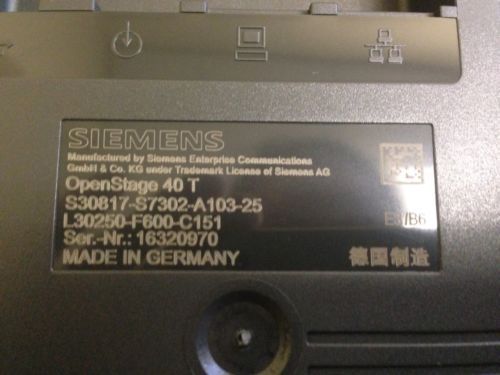 SIEMENS
Manufactured by Siemens Enterprise Communications
GmbH & Co. KG under Trademark License of Siemens AG
OpenStage 40 T
S30817-S7302-A103-25
L30250-F600-C151 E3/B6
Ser.-Nr.: 16320970
MADE IN GERMANY 德国制造